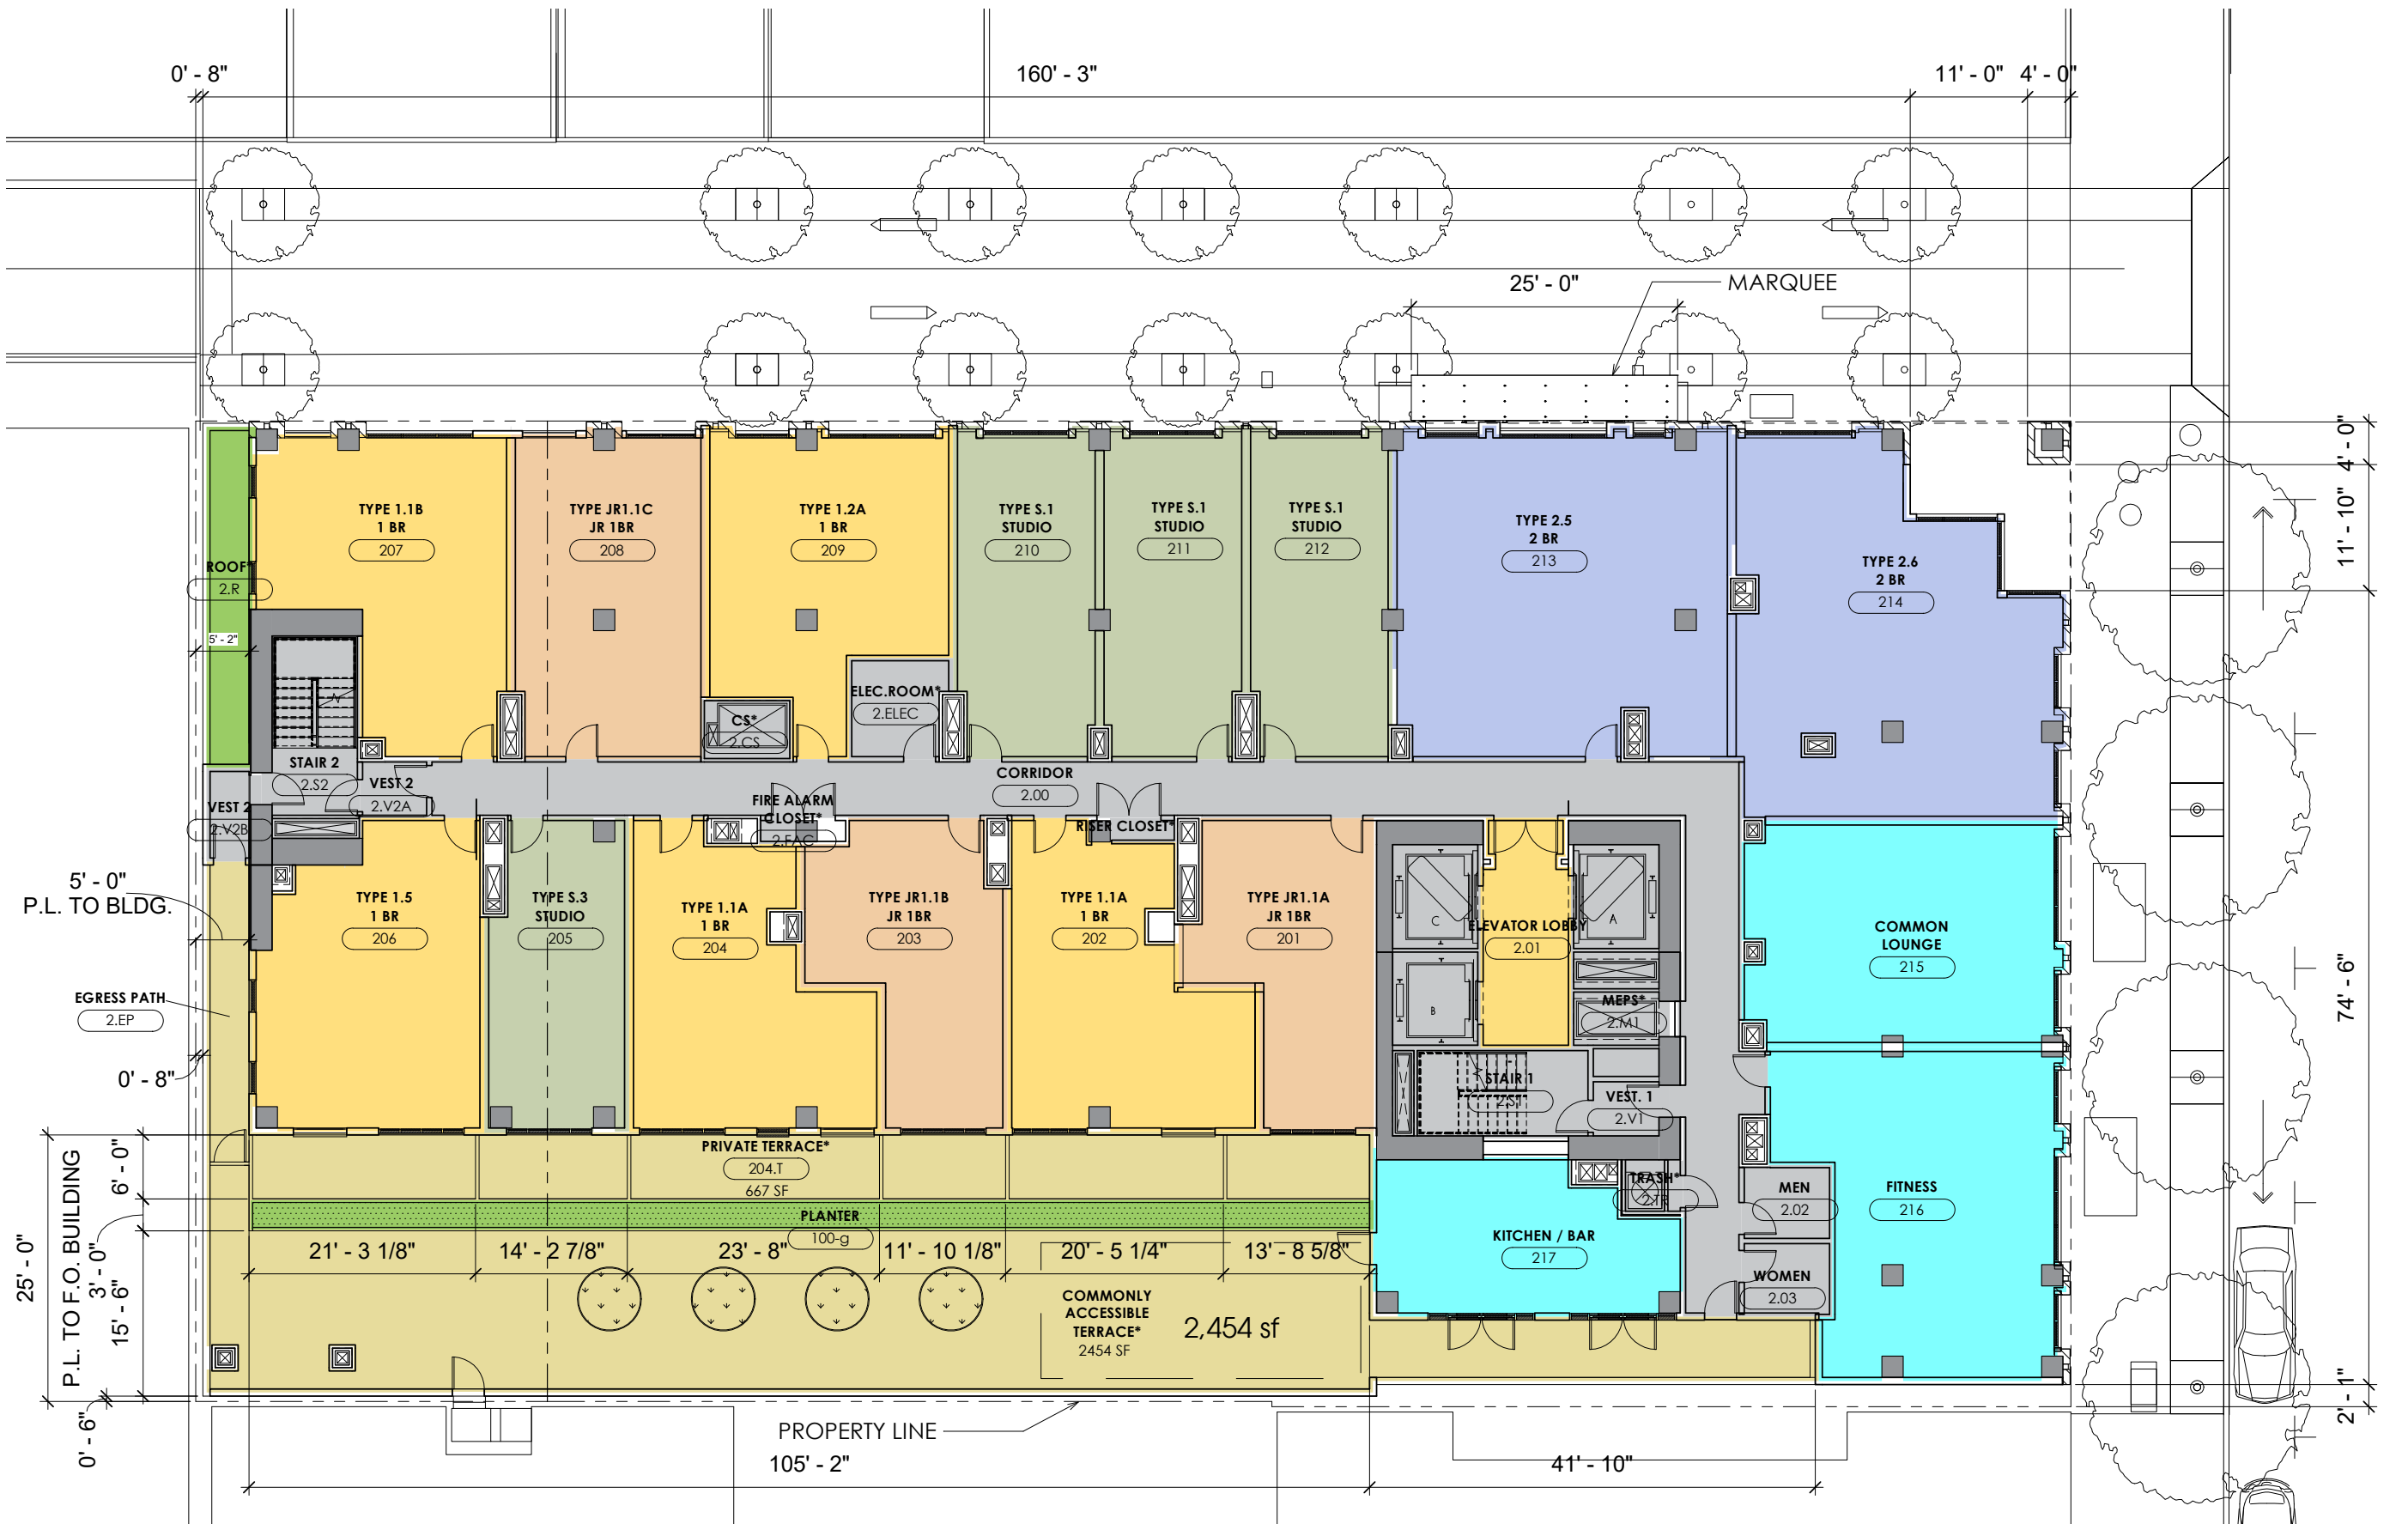 0' - 8"
160' - 3"
11' - 0"
4' - 0"
25' - 0"
MARQUEE
4' - 0"
11' - 10"
74' - 6"
2' - 1"
TYPE 1.1B
1 BR
207
TYPE JR1.1C
JR 1BR
208
TYPE 1.2A
1 BR
209
TYPE S.1
STUDIO
210
TYPE S.1
STUDIO
211
TYPE S.1
STUDIO
212
TYPE 2.5
2 BR
213
TYPE 2.6
2 BR
214
ROOF*
2.R
5' - 2"
ELEC.ROOM*
2.ELEC
CS*
2.CS
STAIR 2
2.S2
VEST 2
2.V2A
VEST 2
2.V2B
CORRIDOR
2.00
FIRE ALARM
CLOSET*
2.FAC
RISER CLOSET*
5' - 0"
P.L. TO BLDG.
TYPE 1.5
1 BR
206
TYPE S.3
STUDIO
205
TYPE 1.1A
1 BR
204
TYPE JR1.1B
JR 1BR
203
TYPE 1.1A
1 BR
202
TYPE JR1.1A
JR 1BR
201
C
A
B
ELEVATOR LOBBY
2.01
MEPS*
2.M1
COMMON
LOUNGE
215
EGRESS PATH
2.EP
0' - 8"
STAIR 1
2.S1
VEST. 1
2.V1
PRIVATE TERRACE*
204.T
667 SF
PLANTER
100-g
TRASH*
2.TR
MEN
2.02
FITNESS
216
KITCHEN / BAR
217
WOMEN
2.03
21' - 3 1/8"
14' - 2 7/8"
23' - 8"
11' - 10 1/8"
20' - 5 1/4"
13' - 8 5/8"
COMMONLY
ACCESSIBLE
TERRACE*
2454 SF
2,454 sf
25' - 0"
P.L. TO F.O. BUILDING
6' - 0"
3' - 0"
15' - 6"
0' - 6"
PROPERTY LINE
105' - 2"
41' - 10"